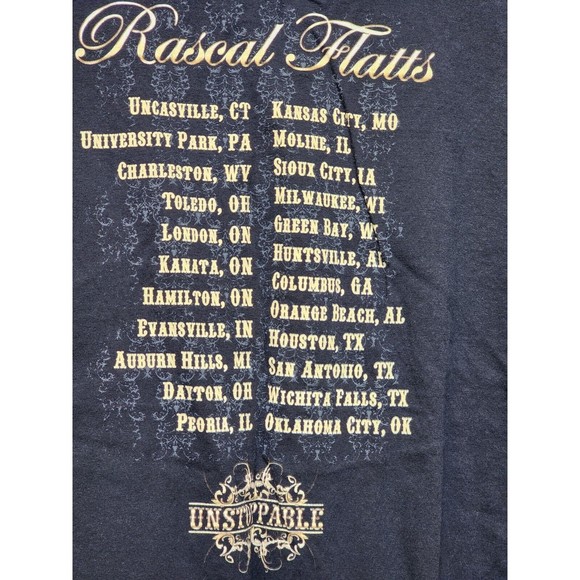 Rascal Flatts
Uncasville, CT
University Park, PA
Charleston, WV
Toledo, OH
London, ON
Kanata, ON
Hamilton, ON
Evansville, IN
Auburn Hills, MI
Dayton, OH
Peoria, IL
Kansas City, MO
Moline, IL
Sioux City, IA
Milwaukee, WI
Green Bay, WI
Huntsville, AL
Columbus, GA
Orange Beach, AL
Houston, TX
San Antonio, TX
Wichita Falls, TX
Oklahoma City, OK
UNSTOPPABLE